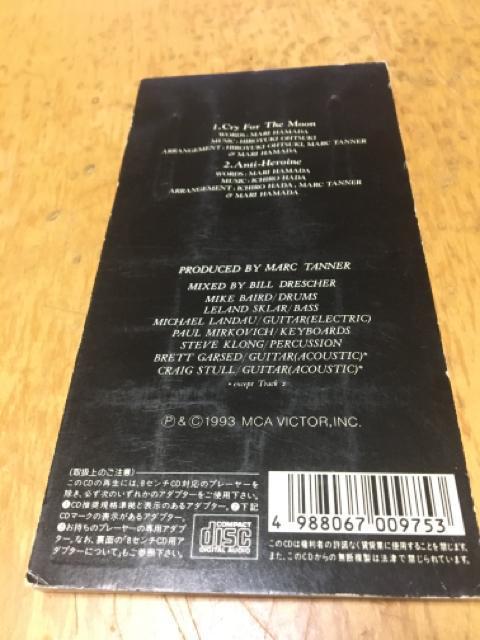 1.Cry For The Moon
WORDS : MARI HAMADA
MUSIC : HIROYUKI OHTSUKI
ARRANGEMENT : HIROYUKI OHTSUKI, MARC TANNER
& MARI HAMADA
2.Anti-Heroine
WORDS : MARI HAMADA
MUSIC : ICHIRO HADA
ARRANGEMENT : ICHIRO HADA, MARC TANNER
& MARI HAMADA
PRODUCED BY MARC TANNER
MIXED BY BILL DRESCHER
MIKE BAIRD/DRUMS
LELAND SKLAR/BASS
MICHAEL LANDAU/GUITAR(ELECTRIC)
PAUL MIRKOVICH/KEYBOARDS
STEVE KLONG/PERCUSSION
BRETT GARSED/GUITAR(ACOUSTIC)*
CRAIG STULL/GUITAR(ACOUSTIC)*
* except Track 2
℗ & © 1993 MCA VICTOR, INC.
〈取扱上のご注意〉
このCDの再生には、8センチCD対応のプレーヤーを
除き、必ず次のいずれかのアダプターをご使用下さい。
❶CD推奨規格準拠と表示のあるアダプター。❷下記
CDマークの表示があるアダプター。
❸お持ちのプレーヤーの専用アダプ
ター。なお、裏面の「8センチCD用ア
ダプターについて」もご参照下さい。
COMPACT
disc
DIGITAL AUDIO
4 988067 009753
このCDは権利者の許諾なく賃貸業に使用することを禁じます。
また、このCDからの無断複製は法律で禁じられています。